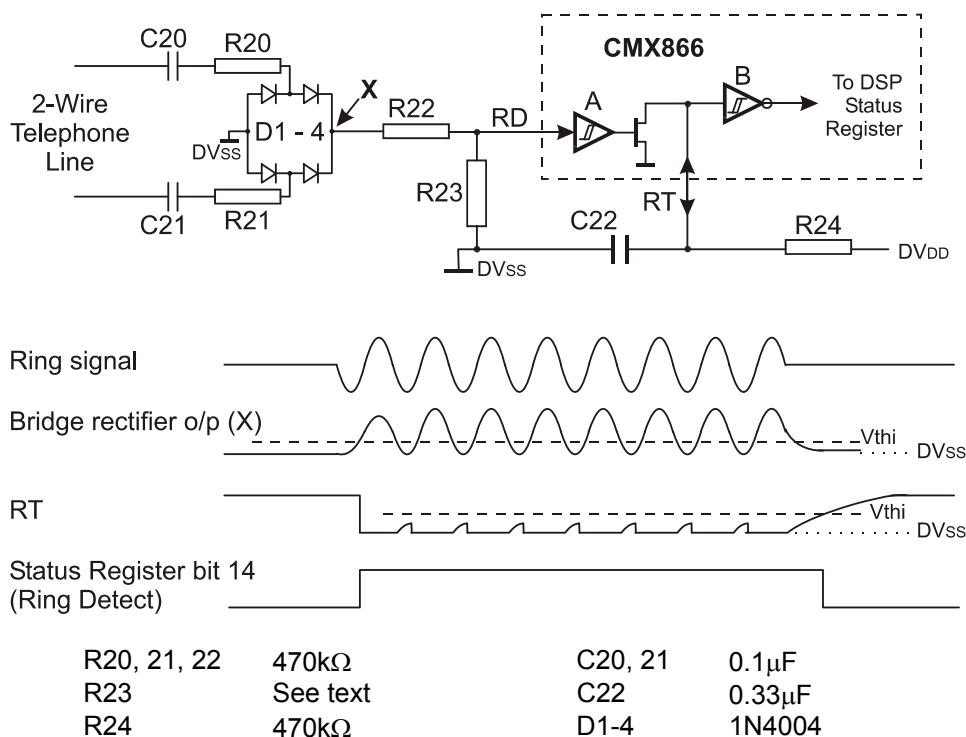 C20 R20
CMX866
2-Wire
Telephone
Line
X
R22
RD
A
B
To DSP
Status
Register
D1 - 4
DVSS
C21 R21
R23
C22
RT
R24
DVSS
DVDD
Ring signal
Bridge rectifier o/p (X)
Vthi
DVSS
RT
Vthi
DVSS
Status Register bit 14
(Ring Detect)
R20, 21, 22 470kΩ C20, 21 0.1µF
R23 See text C22 0.33µF
R24 470kΩ D1-4 1N4004